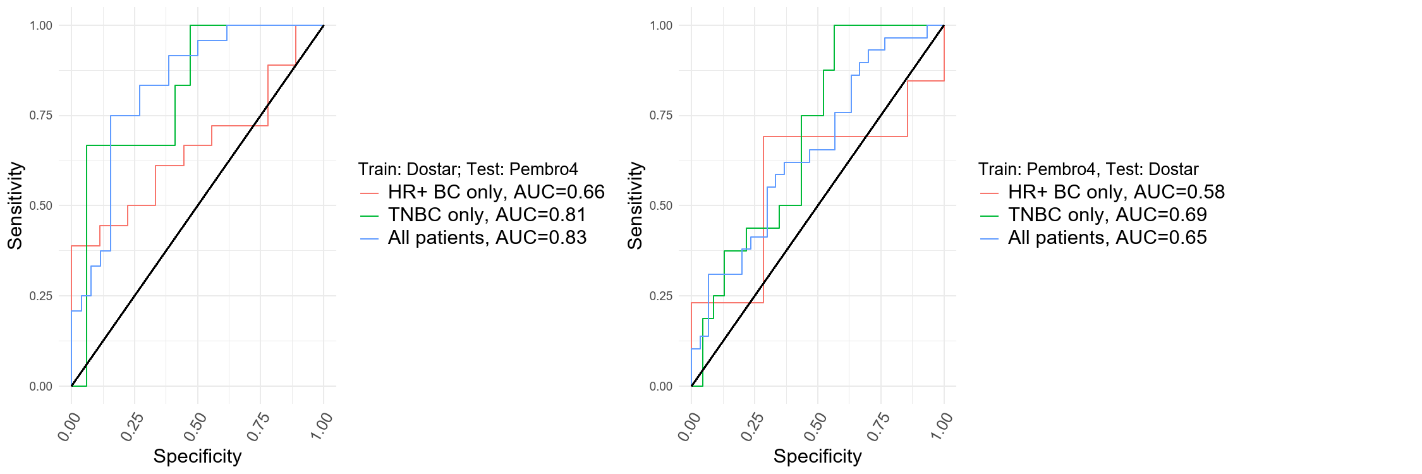 1.00
0.75
0.50
0.25
0.00
Sensitivity
0.00
0.25
0.50
0.75
1.00
Specificity
Train: Dostar; Test: Pembro4
HR+ BC only, AUC=0.66
TNBC only, AUC=0.81
All patients, AUC=0.83
1.00
0.75
0.50
0.25
0.00
Sensitivity
0.00
0.25
0.50
0.75
1.00
Specificity
Train: Pembro4, Test: Dostar
HR+ BC only, AUC=0.58
TNBC only, AUC=0.69
All patients, AUC=0.65